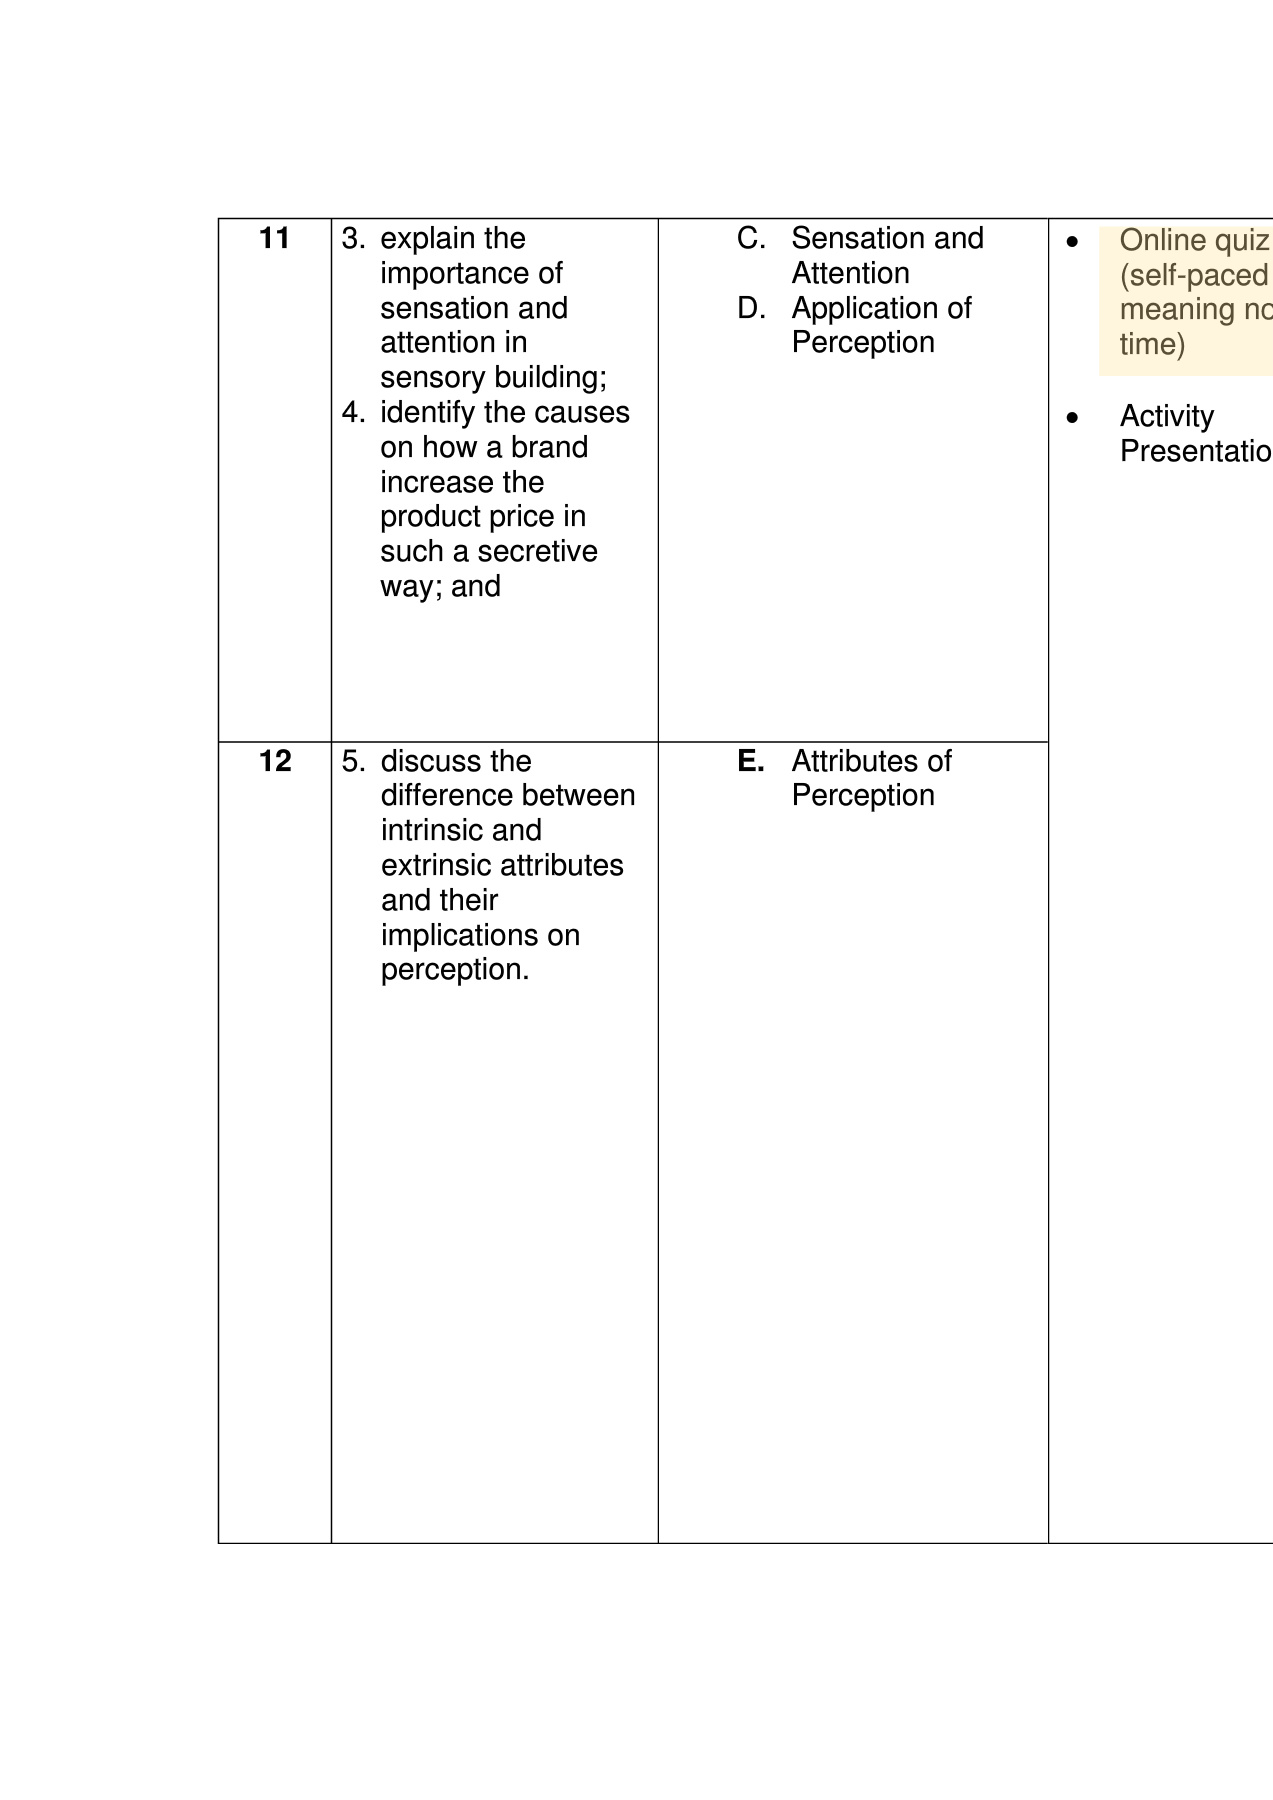 11
3. explain the
importance of
sensation and
attention in
sensory building;
4. identify the causes
on how a brand
increase the
product price in
such a secretive
way; and
C. Sensation and
Attention
D. Application of
Perception
● Online quiz
(self-paced
meaning no
time)
● Activity
Presentatio
12
5. discuss the
difference between
intrinsic and
extrinsic attributes
and their
implications on
perception.
E. Attributes of
Perception